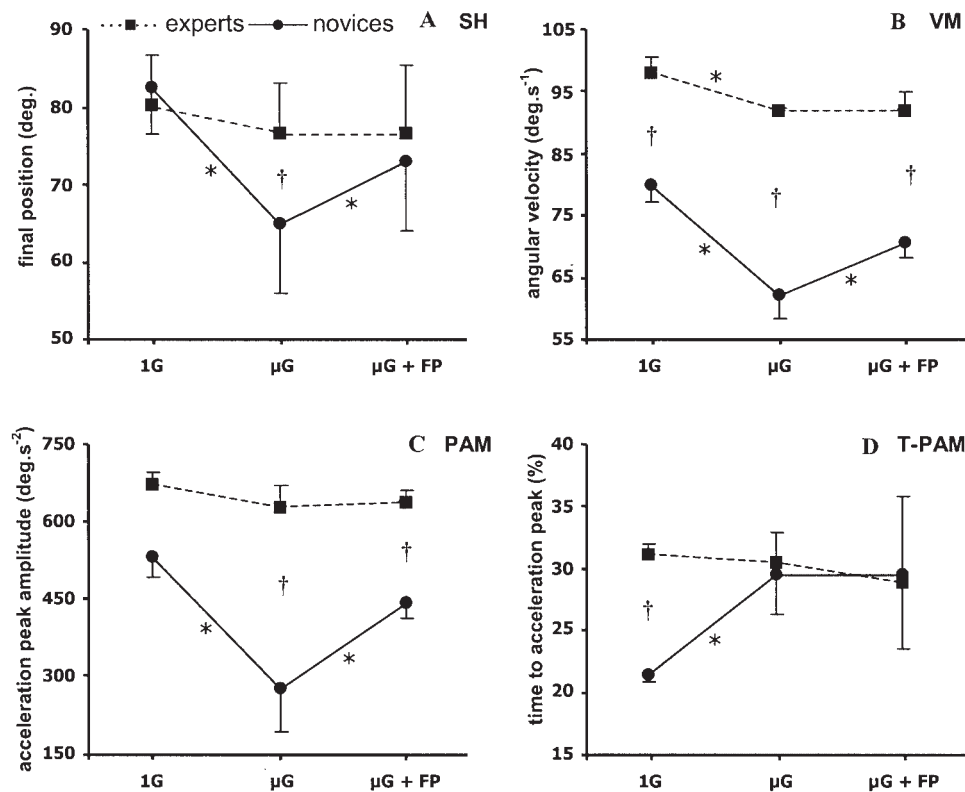 experts novices
A SH
90
80
70
60
50
final position (deg.)
*
†
*
1G μG μG + FP
B VM
105
95
85
75
65
55
angular velocity (deg.s-1)
*
†
†
†
*
*
1G μG μG + FP
C PAM
750
600
450
300
150
acceleration peak amplitude (deg.s-2)
†
†
*
*
1G μG μG + FP
D T-PAM
40
35
30
25
20
15
time to acceleration peak (%)
†
*
1G μG μG + FP